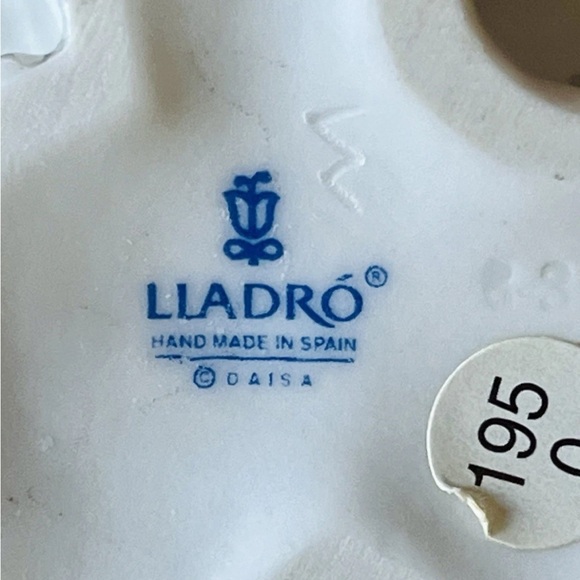 LLADRÓ®
HAND MADE IN SPAIN
© DAISA
195